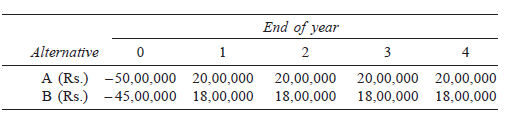 End of year
Alternative 0 1 2 3 4
A (Rs.) –50,00,000 20,00,000 20,00,000 20,00,000 20,00,000
B (Rs.) –45,00,000 18,00,000 18,00,000 18,00,000 18,00,000